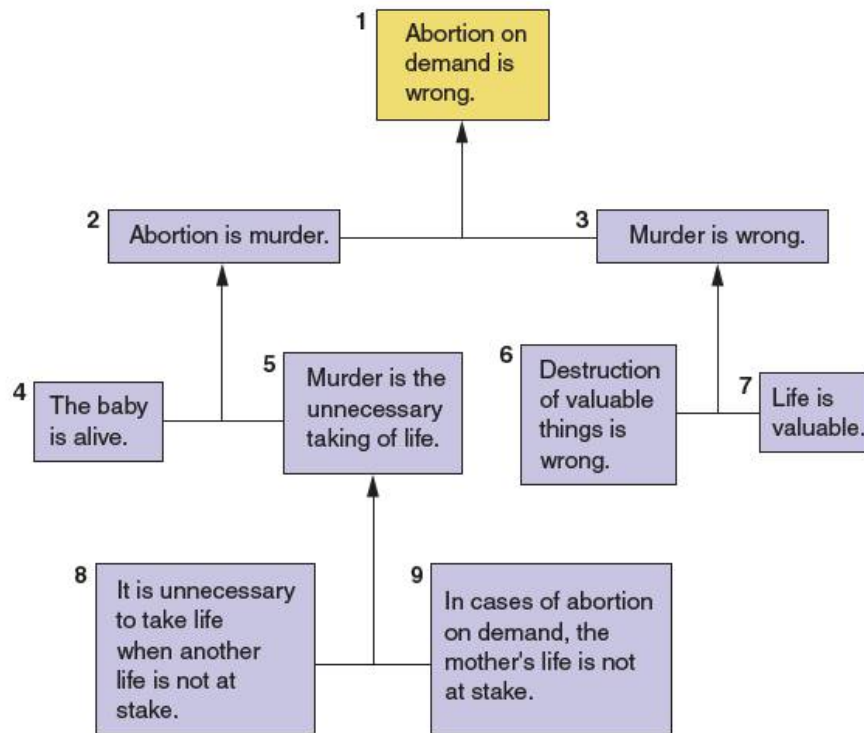 1
Abortion on
demand is
wrong.
2
Abortion is murder.
3
Murder is wrong.
4
The baby
is alive.
5
Murder is the
unnecessary
taking of life.
6
Destruction
of valuable
things is
wrong.
7
Life is
valuable.
8
It is unnecessary
to take life
when another
life is not at
stake.
9
In cases of abortion
on demand, the
mother's life is not
at stake.